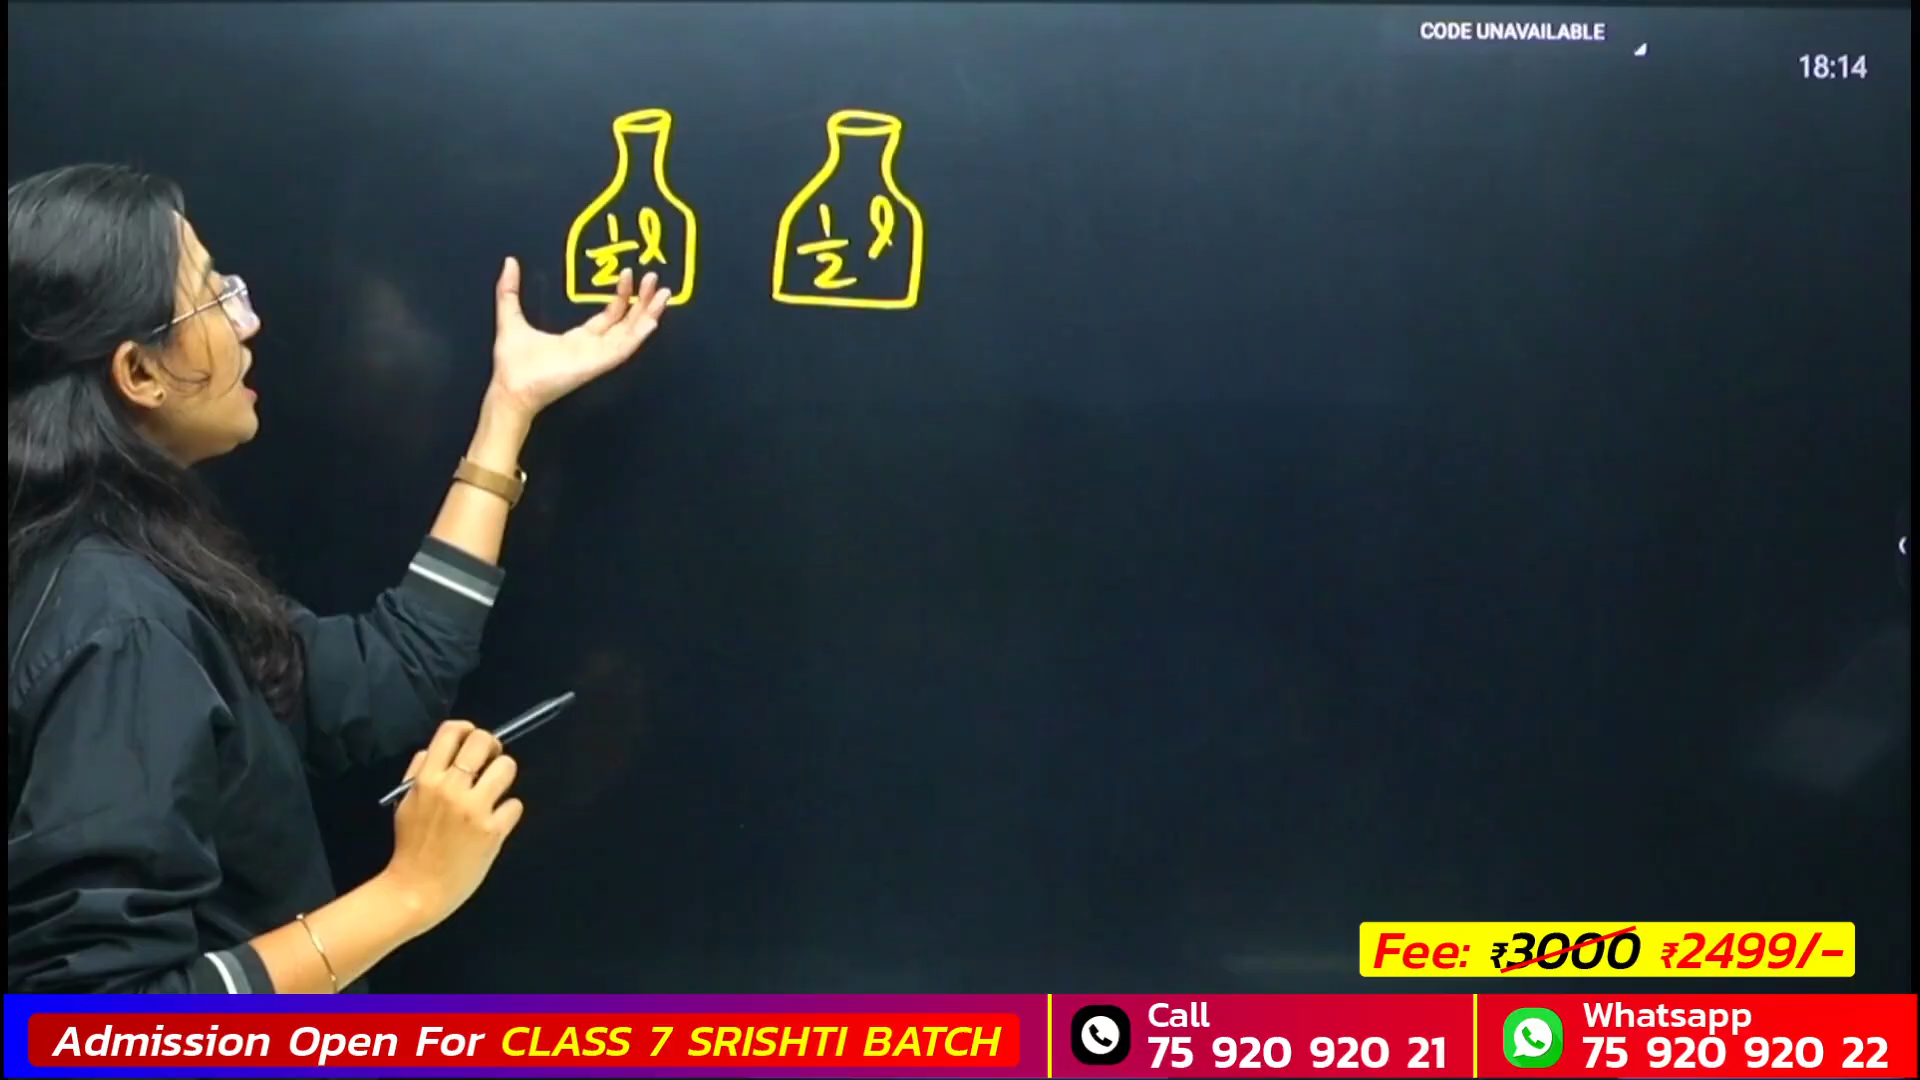 CODE UNAVAILABLE
18:14
1/2 l
1/2 l
Fee: ₹3000 ₹2499/-
Admission Open For CLASS 7 SRISHTI BATCH
Call
75 920 920 21
Whatsapp
75 920 920 22